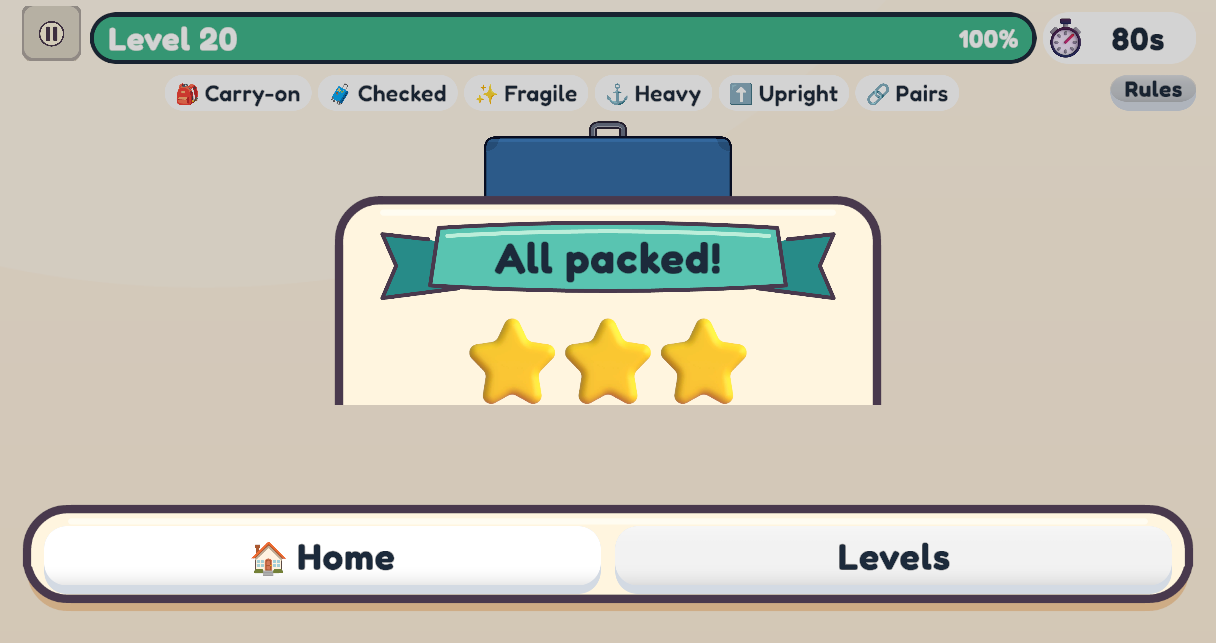 Level 20
100%
80s
Carry-on
Checked
Fragile
Heavy
Upright
Pairs
Rules
All packed!
Home
Levels